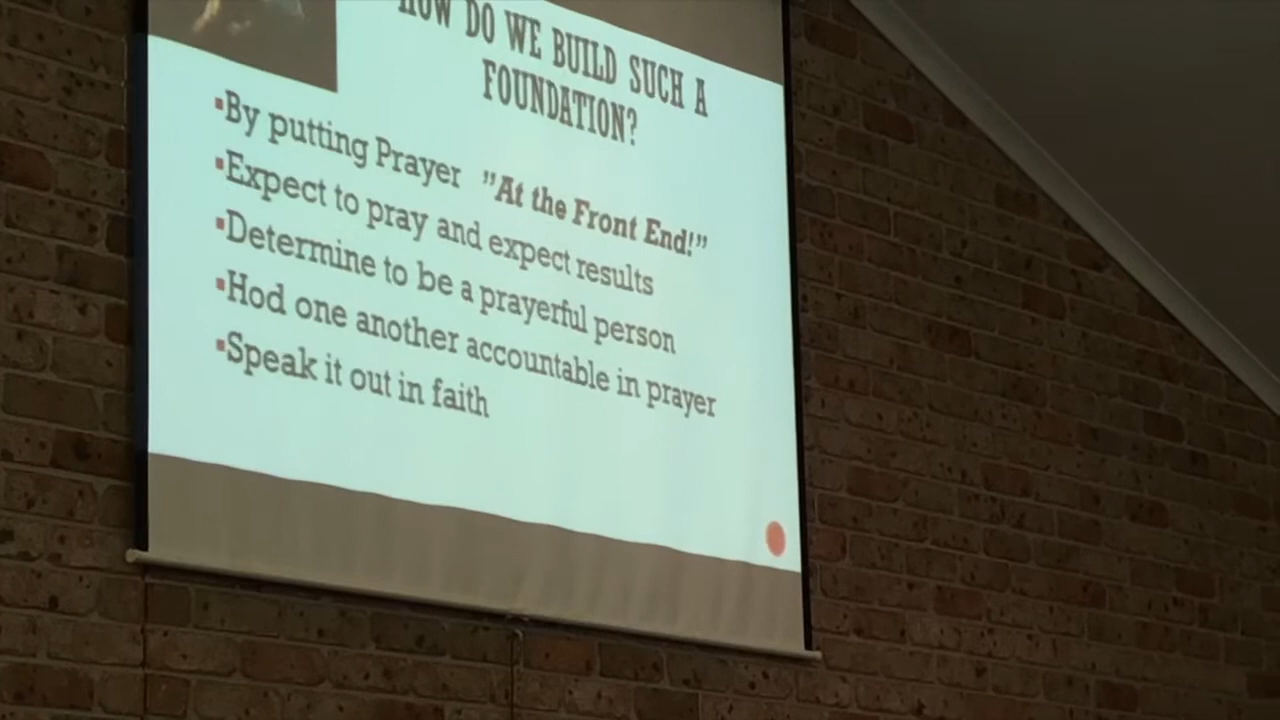 HOW DO WE BUILD SUCH A
FOUNDATION?
▪By putting Prayer "At the Front End!"
▪Expect to pray and expect results
▪Determine to be a prayerful person
▪Hod one another accountable in prayer
▪Speak it out in faith